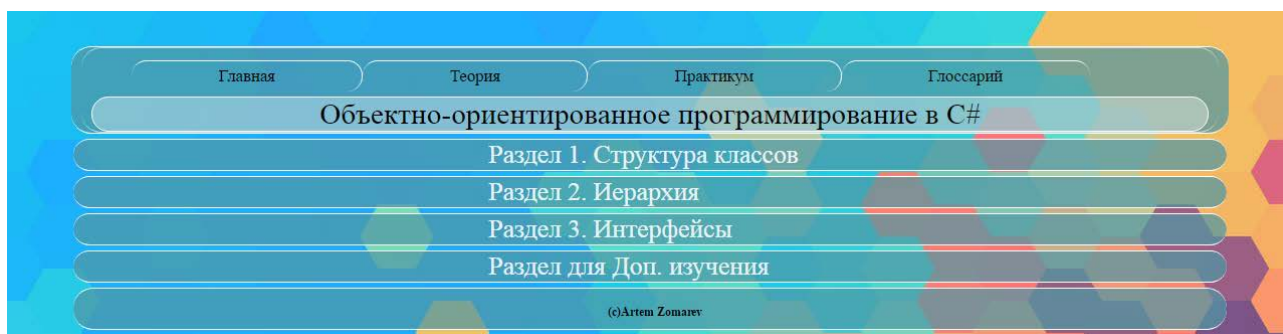 Главная Теория Практикум Глоссарий
Объектно-ориентированное программирование в C#
Раздел 1. Структура классов
Раздел 2. Иерархия
Раздел 3. Интерфейсы
Раздел для Доп. изучения
(c)Artem Zomarev